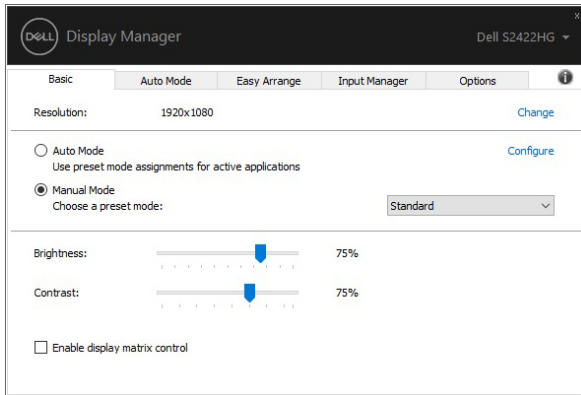 DELL Display Manager Dell S2422HG
Basic Auto Mode Easy Arrange Input Manager Options
Resolution: 1920x1080 Change
Auto Mode Configure
Use preset mode assignments for active applications
Manual Mode
Choose a preset mode: Standard
Brightness: 75%
Contrast: 75%
Enable display matrix control